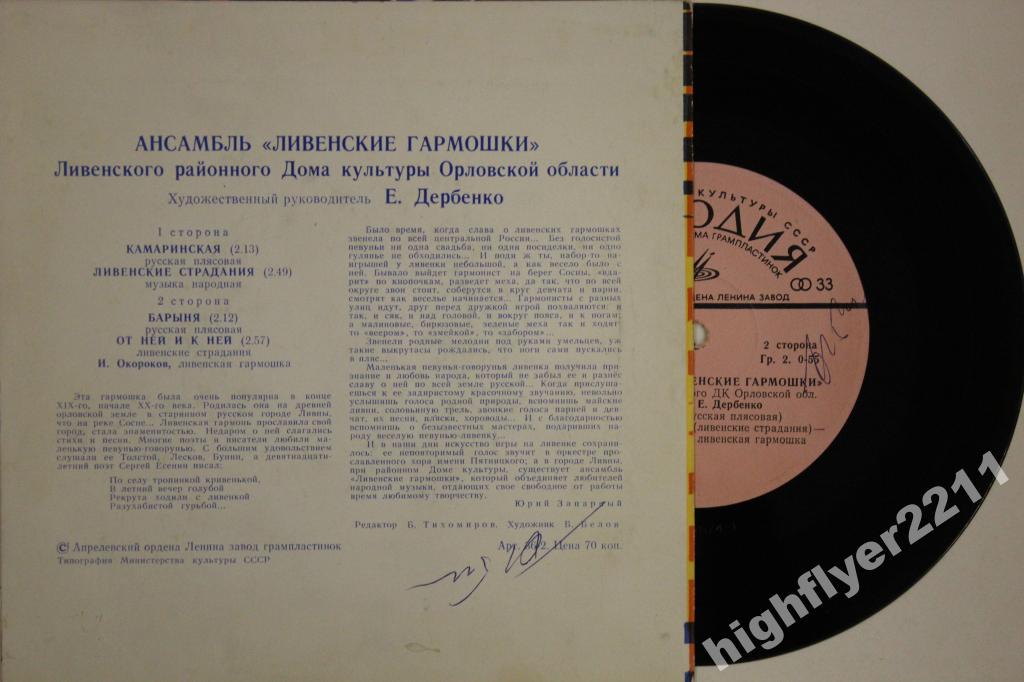 АНСАМБЛЬ «ЛИВЕНСКИЕ ГАРМОШКИ»
Ливенского районного Дома культуры Орловской области
Художественный руководитель Е. Дербенко
1 сторона
КАМАРИНСКАЯ (2.13)
русская плясовая
ЛИВЕНСКИЕ СТРАДАНИЯ (2.49)
музыка народная
2 сторона
БАРЫНЯ (2.12)
русская плясовая
ОТ НЕЙ И К НЕЙ (2.57)
ливенские страдания
И. Окороков, ливенская гармошка
Эта гармошка была очень популярна в конце
XIX-го, начале XX-го века. Родилась она на древней
орловской земле в старинном русском городе Ливны,
что на реке Сосне... Ливенская гармонь прославила свой
город, стала знаменитостью. Недаром о ней слагались
стихи и песни. Многие поэты и писатели любили ма-
ленькую певунью-говорунью. С большим удовольствием
слушали ее Толстой, Лесков, Бунин, а девятнадцати-
летний поэт Сергей Есенин писал:
По селу тропинкой кривенькой,
В летний вечер голубой
Рекрута ходили с ливенкой
Разухабистой гурьбой...
Было время, когда слава о ливенских гармошках
звенела по всей центральной России... Без голосистой
певуньи ни одна свадьба, ни одни посиделки, ни одно
гулянье не обходились... И поди ж ты, набор-то на-
игрышей у ливенки небольшой, а как весело было с
ней. Бывало выйдет гармонист на берег Сосны, «вда-
рит» по кнопочкам, разведет меха, да так, что по всей
округе звон стоит, соберутся в круг девчата и парни,
смотрят как веселье начинается... Гармонисты с разных
улиц идут, друг перед дружкой игрой похваляются: и
так, и сяк, и над головой, и вокруг пояса, и к ногам;
а малиновые, бирюзовые, зеленые меха так и ходят
то «веером», то «змейкой», то «забором»...
Звенели родные мелодии под руками умельцев, уж
такие выкрутасы рождались, что ноги сами пускались
в пляс...
Маленькая певунья-говорунья ливенка получила при-
знание и любовь народа, который не забыл ее и разнес
славу о ней по всей земле русской... Когда прислуша-
ешься к ее задиристому красочному звучанию, невольно
услышишь голоса родной природы, вспомнишь майские
ливни, соловьиную трель, звонкие голоса парней и дев-
чат, их песни, пляски, хороводы... И с благодарностью
вспомнишь о безызвестных мастерах, подаривших на-
роду веселую певунью-ливенку...
И в наши дни искусство игры на ливенке сохрани-
лось: ее неповторимый голос звучит в оркестре про-
славленного хора имени Пятницкого; а в городе Ливны,
при районном Доме культуры, существует ансамбль
«Ливенские гармошки», который объединяет любителей
народной музыки, отдающих свое свободное от работы
время любимому творчеству.
Юрий Запарный
Редактор Б. Тихомиров. Художник В. Белов
© Апрелевский ордена Ленина завод грампластинок
Арт. 36-2. Цена 70 коп.
Типография Министерства культуры СССР
КУЛЬТУРЫ СССР
ОДИЯ
МА ГРАМПЛАСТИНОК
33
ДЕНА ЛЕНИНА ЗАВОД
2 сторона
Гр. 2. 0-55
ВЕНСКИЕ ГАРМОШКИ»
ого ДК Орловской обл.
Е. Дербенко
русская плясовая)
(ливенские страдания)—
ливенская гармошка
highflyer2211